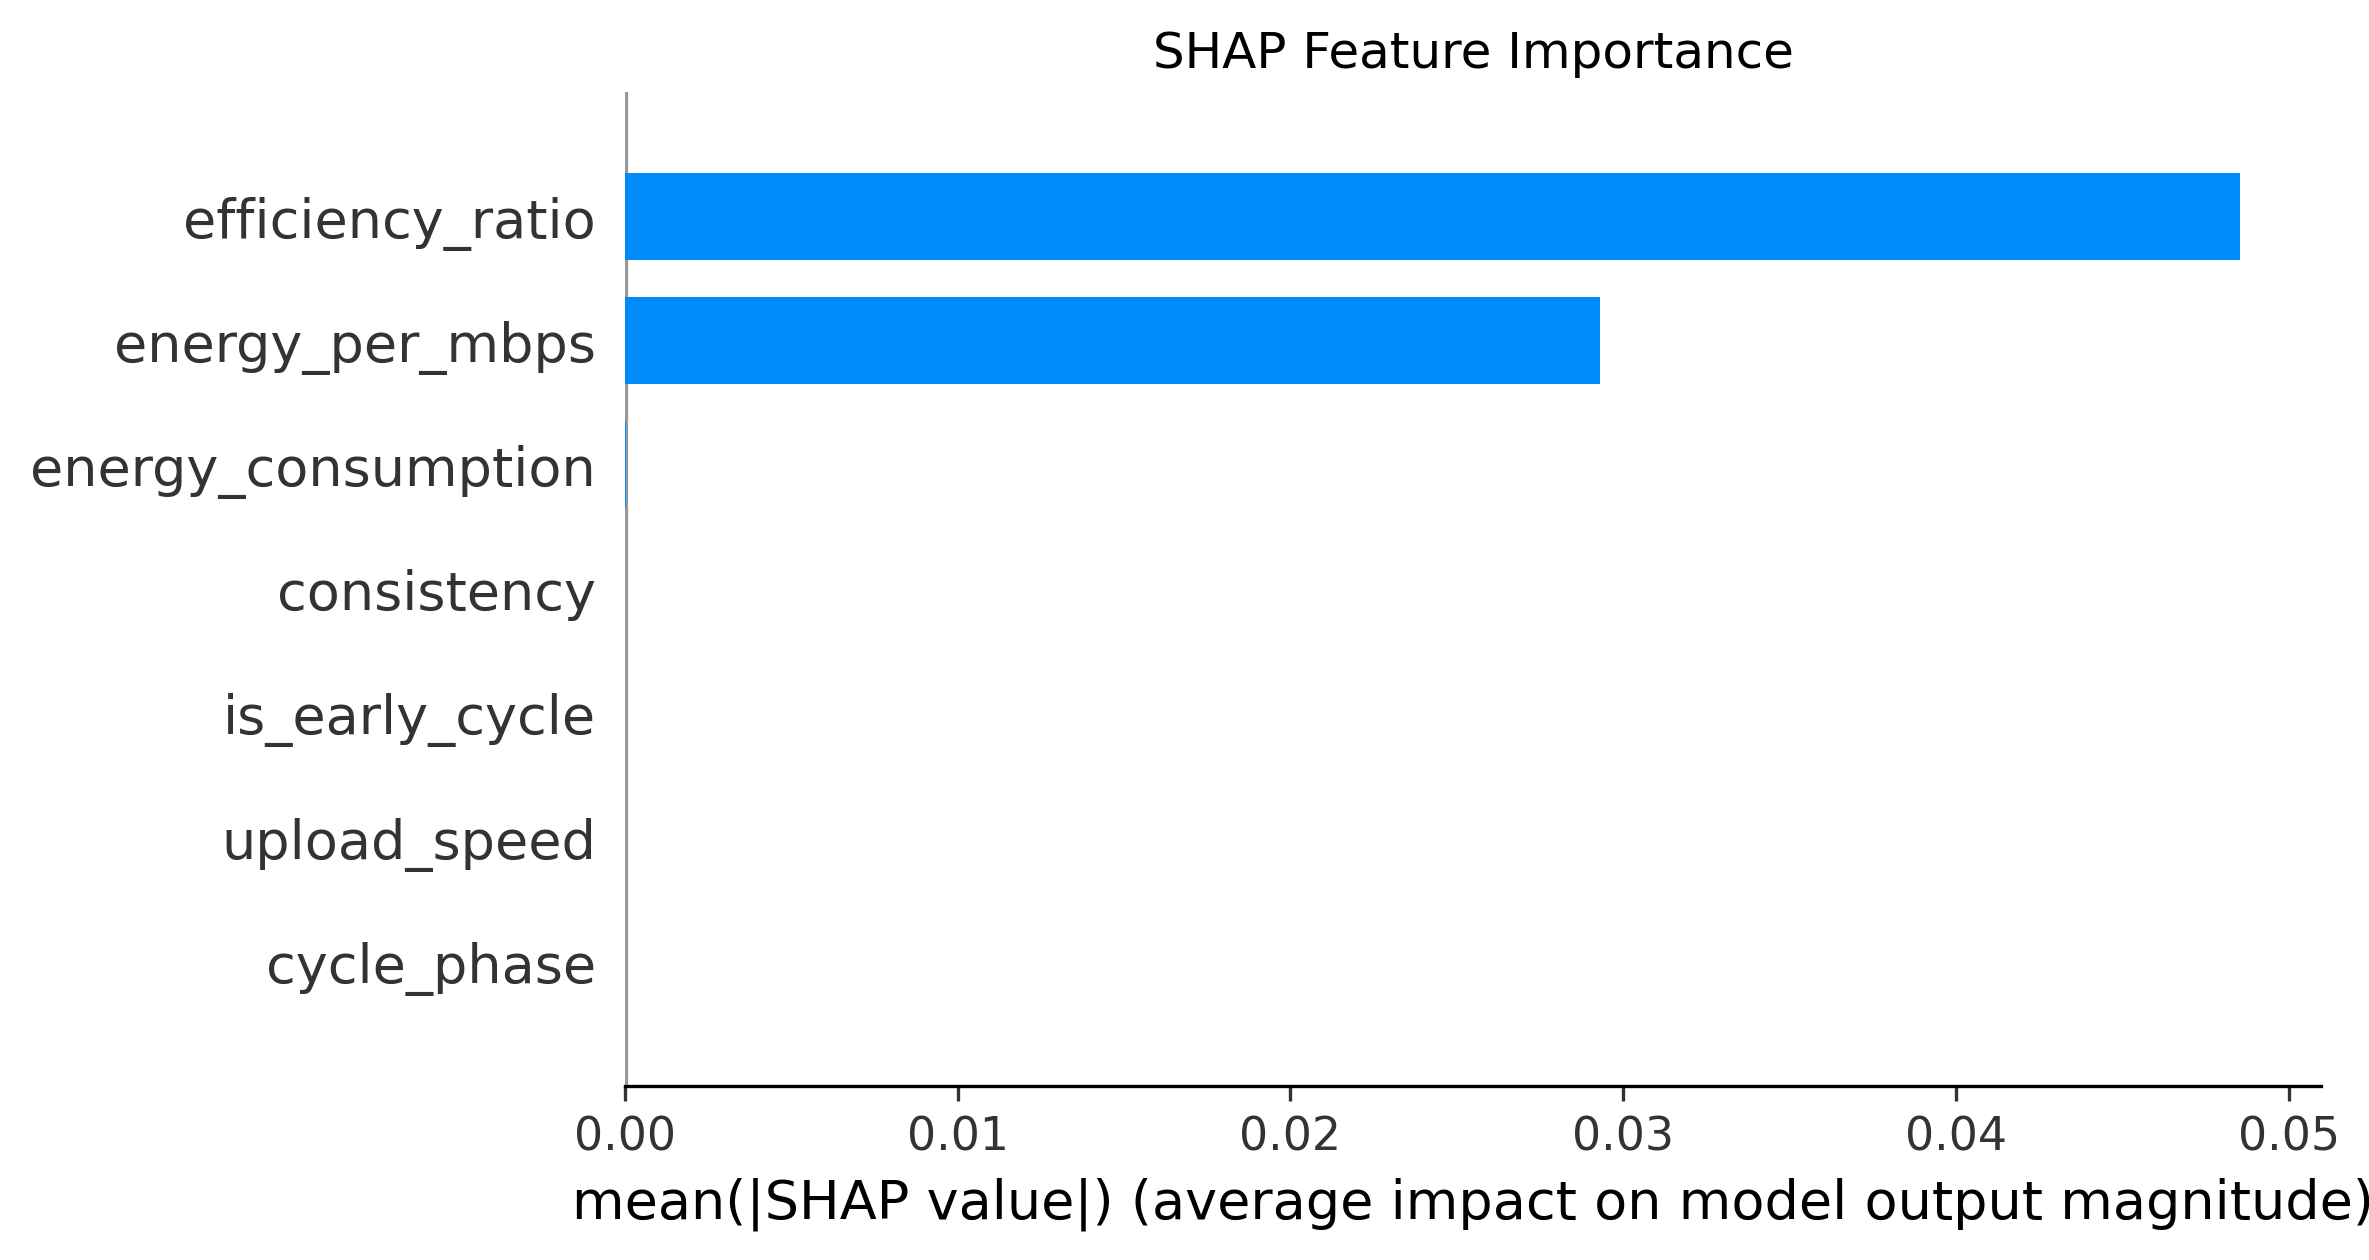 SHAP Feature Importance
efficiency_ratio
energy_per_mbps
energy_consumption
consistency
is_early_cycle
upload_speed
cycle_phase
0.00 0.01 0.02 0.03 0.04 0.05
mean(|SHAP value|) (average impact on model output magnitude)